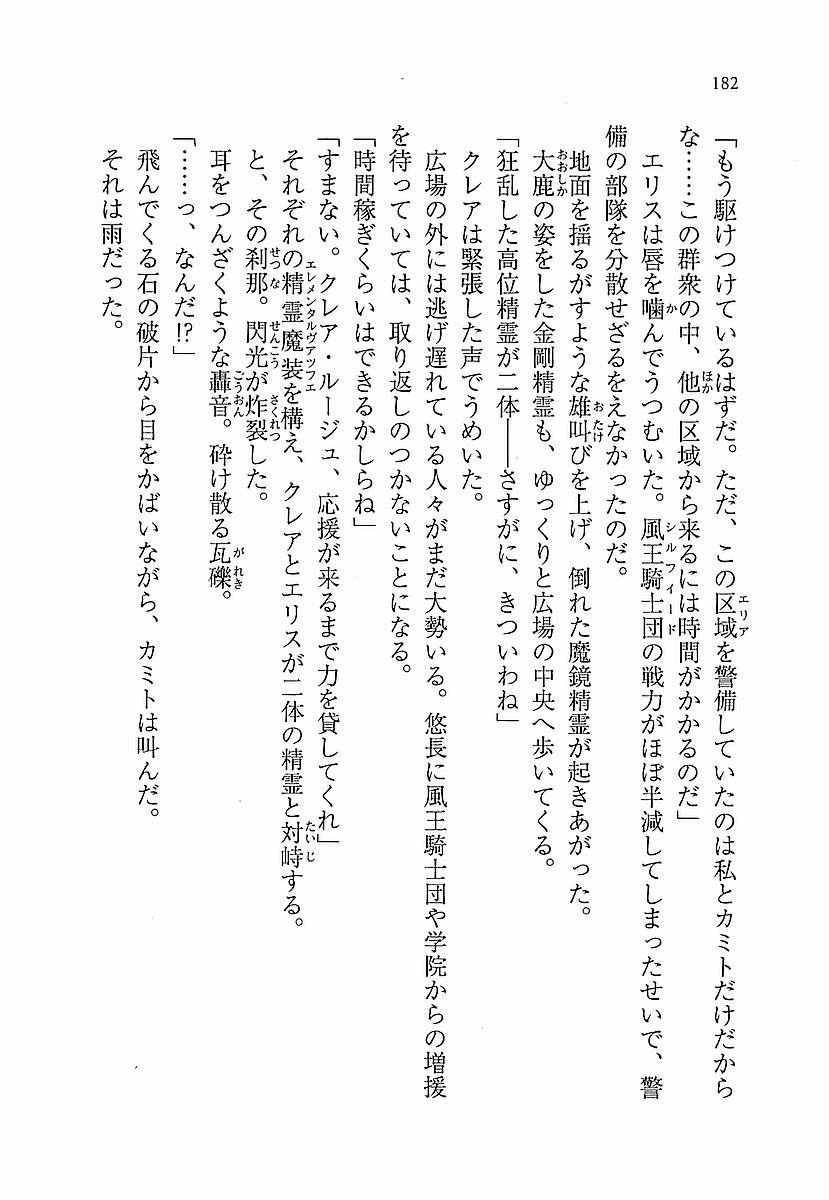 182
「もう駆けつけているはずだ。ただ、この区域を警備していたのは私とカミトだけだから
な……この群衆の中、他の区域から来るには時間がかかるのだ」
エリスは唇を噛んでうつむいた。風王騎士団の戦力がほぼ半減してしまったせいで、警
備の部隊を分散せざるをえなかったのだ。
地面を揺るがすような雄叫びを上げ、倒れた魔鏡精霊が起きあがった。
大鹿の姿をした金剛精霊も、ゆっくりと広場の中央へ歩いてくる。
「狂乱した高位精霊が二体――さすがに、きついわね」
クレアは緊張した声でうめいた。
広場の外には逃げ遅れている人々がまだ大勢いる。悠長に風王騎士団や学院からの増援
を待っていては、取り返しのつかないことになる。
「時間稼ぎくらいはできるかしらね」
「すまない。クレア・ルージュ、応援が来るまで力を貸してくれ」
それぞれの精霊魔装を構え、クレアとエリスが二体の精霊と対峙する。
と、その刹那。閃光が炸裂した。
耳をつんざくような轟音。砕け散る瓦礫。
「……っ、なんだ!?」
飛んでくる石の破片から目をかばいながら、カミトは叫んだ。
それは雨だった。